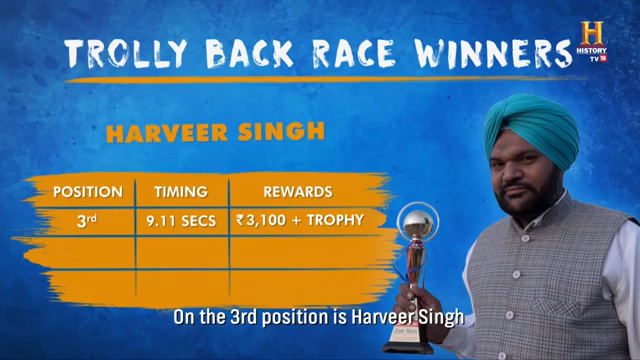 TROLLY BACK RACE WINNERS
H
HISTORY
TV18
HARVEER SINGH
POSITION TIMING REWARDS
3rd 9.11 SECS ₹3,100 + TROPHY
On the 3rd position is Harveer Singh